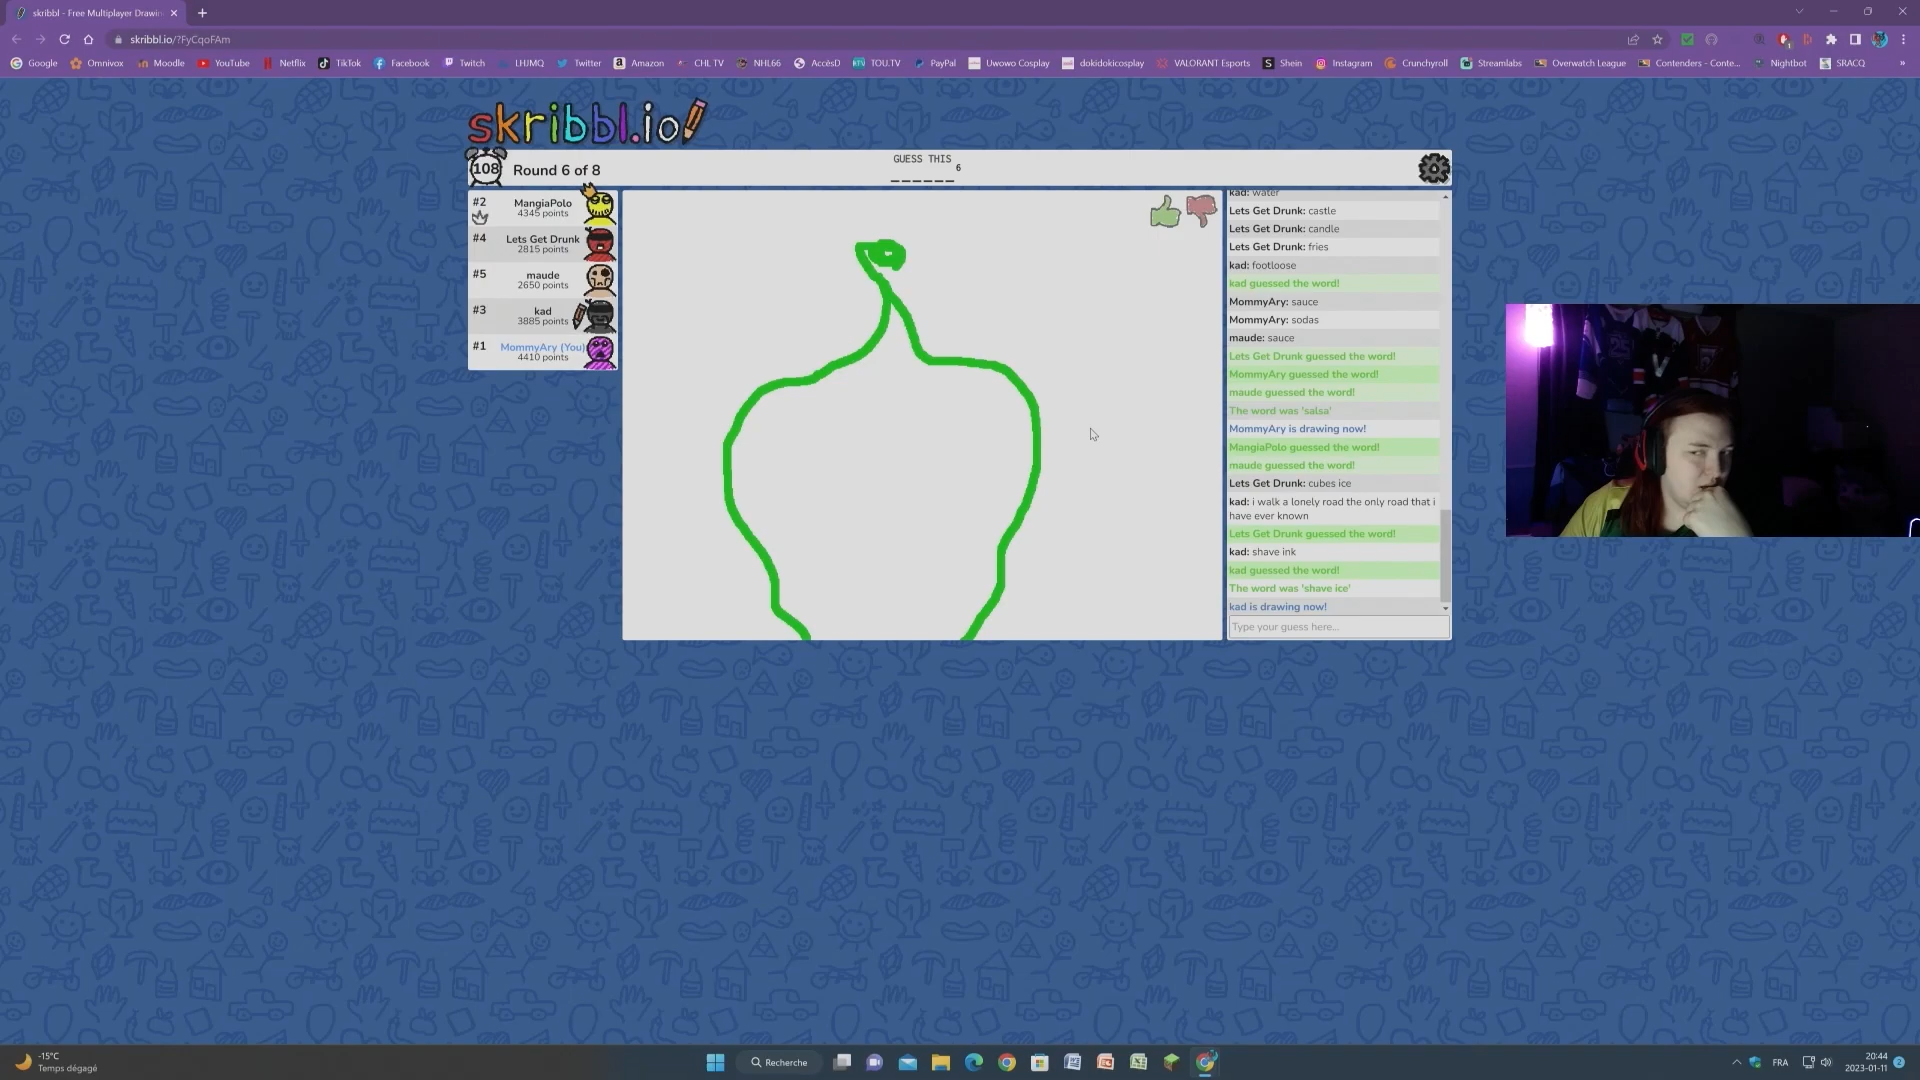 skribbl - Free Multiplayer Drawin
skribbl.io/?FyCqoFAm
Google
Omnivox
Moodle
YouTube
Netflix
TikTok
Facebook
Twitch
LHJMQ
Twitter
Amazon
CHL TV
NHL66
AccèsD
TOU.TV
PayPal
Uwowo Cosplay
dokidokicosplay
VALORANT Esports
Shein
Instagram
Crunchyroll
Streamlabs
Overwatch League
Contenders - Conte...
Nightbot
SRACQ
skribbl.io
108
Round 6 of 8
GUESS THIS
______ 6
#2
MangiaPolo
4345 points
#4
Lets Get Drunk
2815 points
#5
maude
2650 points
#3
kad
3885 points
#1
MommyAry (You)
4410 points
kad: water
Lets Get Drunk: castle
Lets Get Drunk: candle
Lets Get Drunk: fries
kad: footloose
kad guessed the word!
MommyAry: sauce
MommyAry: sodas
maude: sauce
Lets Get Drunk guessed the word!
MommyAry guessed the word!
maude guessed the word!
The word was 'salsa'
MommyAry is drawing now!
MangiaPolo guessed the word!
maude guessed the word!
Lets Get Drunk: cubes ice
kad: i walk a lonely road the only road that i
have ever known
Lets Get Drunk guessed the word!
kad: shave ink
kad guessed the word!
The word was 'shave ice'
kad is drawing now!
Type your guess here...
-15°C
Temps dégagé
Recherche
FRA
20:44
2023-01-11
2